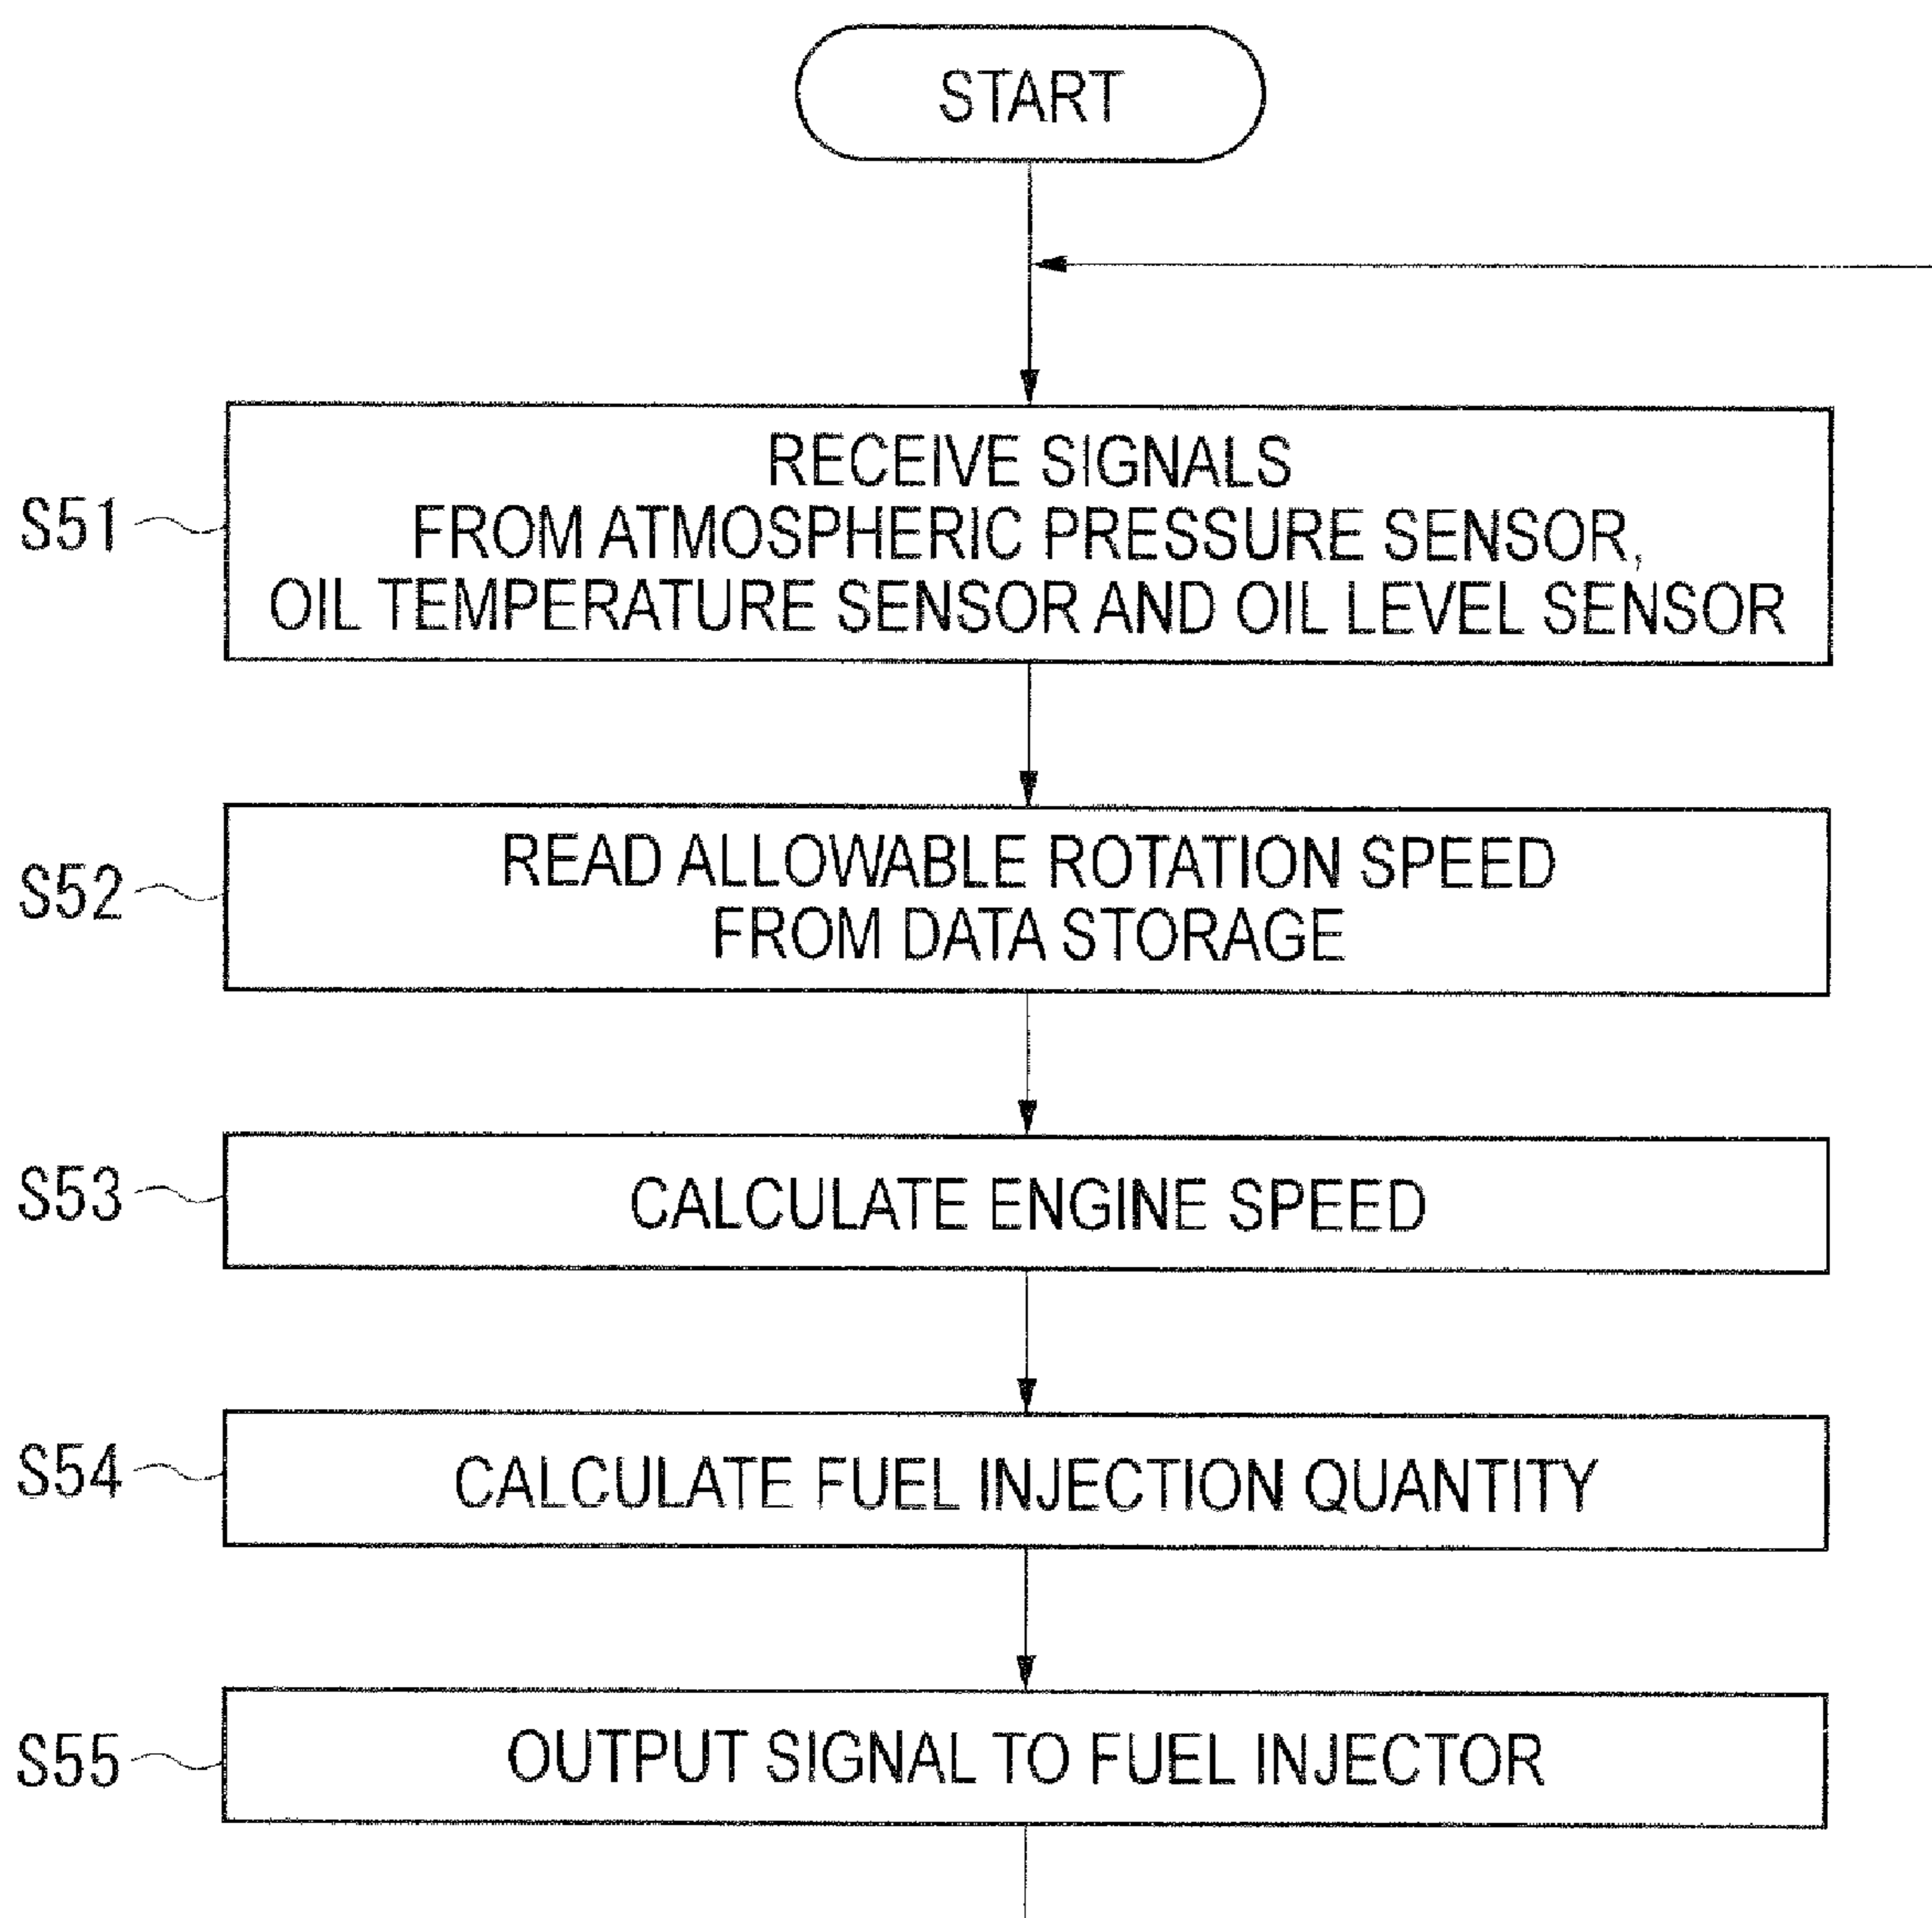 START
S51
RECEIVE SIGNALS
FROM ATMOSPHERIC PRESSURE SENSOR,
OIL TEMPERATURE SENSOR AND OIL LEVEL SENSOR
S52
READ ALLOWABLE ROTATION SPEED
FROM DATA STORAGE
S53
CALCULATE ENGINE SPEED
S54
CALCULATE FUEL INJECTION QUANTITY
S55
OUTPUT SIGNAL TO FUEL INJECTOR